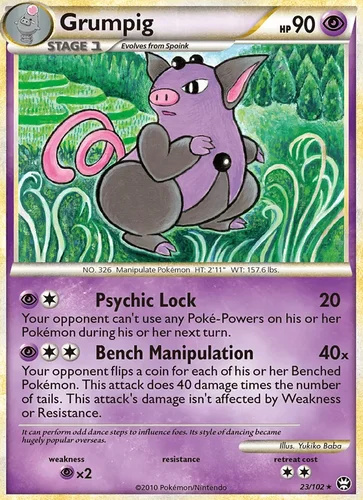 Grumpig HP 90
STAGE 1 Evolves from Spoink
NO. 326 Manipulate Pokémon HT: 2'11" WT: 157.6 lbs.
Psychic Lock 20
Your opponent can't use any Poké-Powers on his or her
Pokémon during his or her next turn.
Bench Manipulation 40x
Your opponent flips a coin for each of his or her Benched
Pokémon. This attack does 40 damage times the number
of tails. This attack's damage isn't affected by Weakness
or Resistance.
It can perform odd dance steps to influence foes. Its style of dancing became
hugely popular overseas.
Illus. Yukiko Baba
weakness resistance retreat cost
×2
©2010 Pokémon/Nintendo 23/102 ★